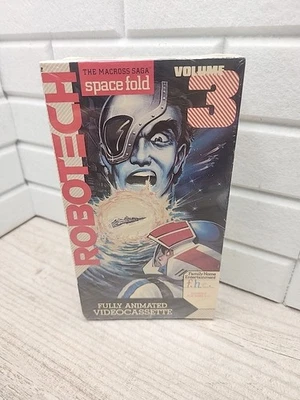 ROBOTECH
THE MACROSS SAGA
space fold
VOLUME
3
Family Home
Entertainment
f.h.e.
FULLY ANIMATED
VIDEOCASSETTE